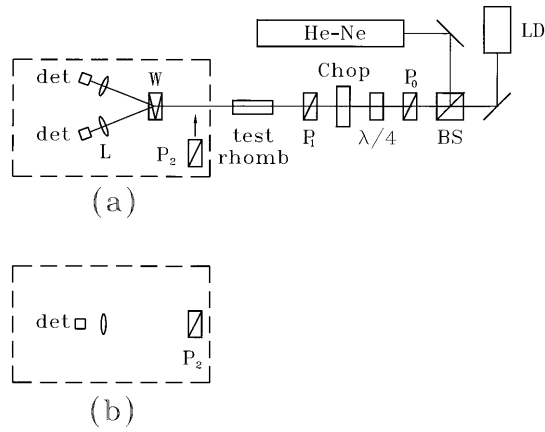 He-Ne
LD
det
W
Chop
P0
det
L
P2
test
rhomb
P1
λ/4
BS
(a)
det
P2
(b)